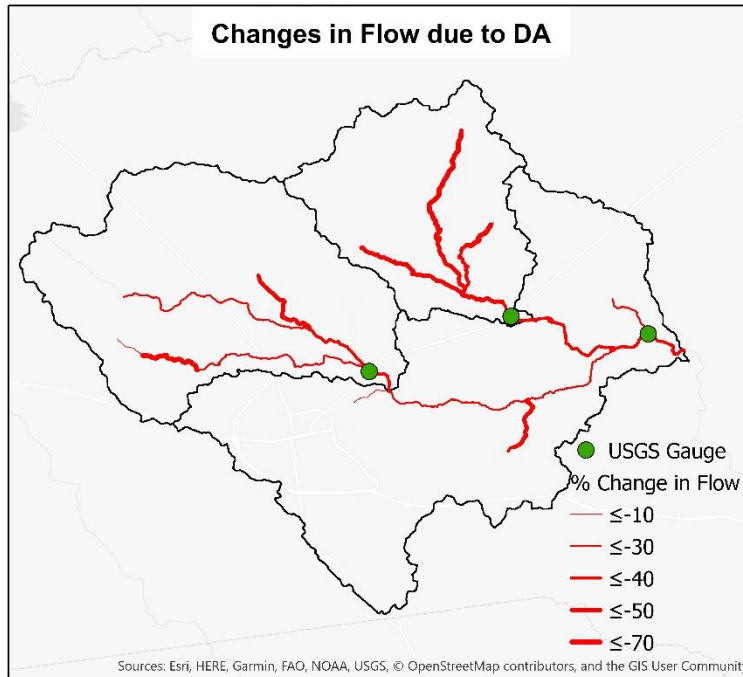 Changes in Flow due to DA
USGS Gauge
% Change in Flow
≤-10
≤-30
≤-40
≤-50
≤-70
Sources: Esri, HERE, Garmin, FAO, NOAA, USGS, © OpenStreetMap contributors, and the GIS User Community